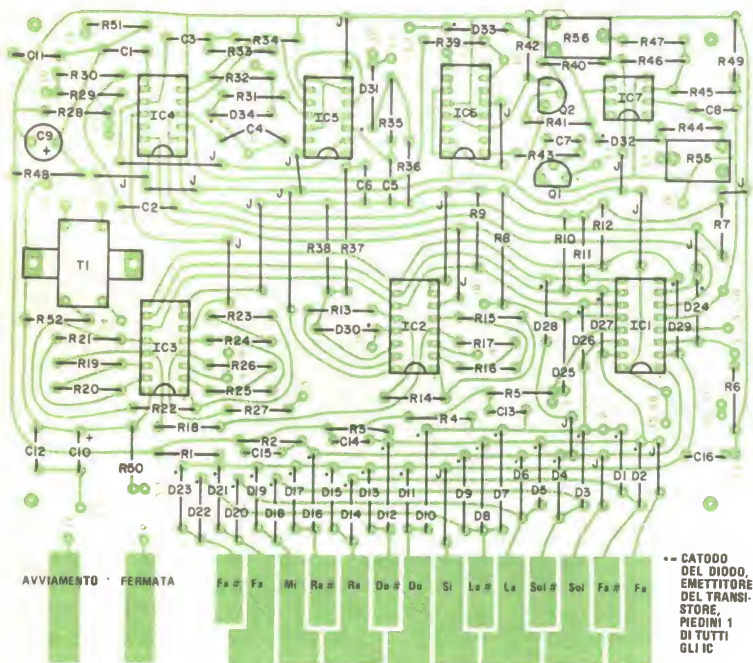 R51
C3
R34
J
D33
R39
R42
R56
R47
R49
C11
C1
R33
R40
R46
R30
R32
D31
R45
R29
IC4
R31
IC5
IC6
Q2
IC7
C8
R28
D34
R35
R41
R44
C9
+
C4
R36
C7
D32
R43
R55
R48
J
J
J
J
C6
C5
J
Q1
J
J
C2
R9
R12
R7
J
R38
R37
J
J
R8
R10
R11
T1
R52
R23
R13
R15
D24
IC3
D30
IC2
D28
D27
IC1
D29
R21
R24
R17
D26
R19
R26
R16
D25
R20
R25
R14
R5
R6
R22
R27
C13
R18
R3
R4
J
C12
C10
+
R50
R1
R2
C14
J
C16
C15
D23
D21
D19
D17
D15
D13
D11
D9
D7
D6
D4
D1
D2
D22
D20
D18
D16
D14
D12
D10
D8
D5
D3
AVVIAMENTO
FERMATA
Fa #
Fa
Mi
Re #
Re
Do #
Do
Si
La #
La
Sol #
Sol
Fa #
Fa
•= CATODO
DEL DIODO,
EMETTITORE
DEL TRANSI-
STORE,
PIEDINI 1
DI TUTTI
GLI IC